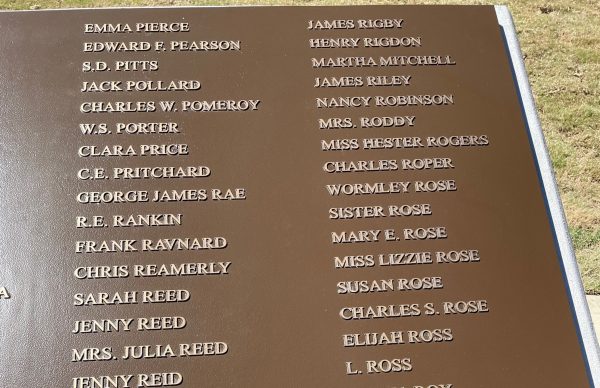 EMMA PIERCE
EDWARD F. PEARSON
S.D. PITTS
JACK POLLARD
CHARLES W. POMEROY
W.S. PORTER
CLARA PRICE
C.E. PRITCHARD
GEORGE JAMES RAE
R.E. RANKIN
FRANK RAVNARD
CHRIS REAMERLY
SARAH REED
JENNY REED
MRS. JULIA REED
JENNY REID
JAMES RIGBY
HENRY RIGDON
MARTHA MITCHELL
JAMES RILEY
NANCY ROBINSON
MRS. RODDY
MISS HESTER ROGERS
CHARLES ROPER
WORMLEY ROSE
SISTER ROSE
MARY E. ROSE
MISS LIZZIE ROSE
SUSAN ROSE
CHARLES S. ROSE
ELIJAH ROSS
L. ROSS